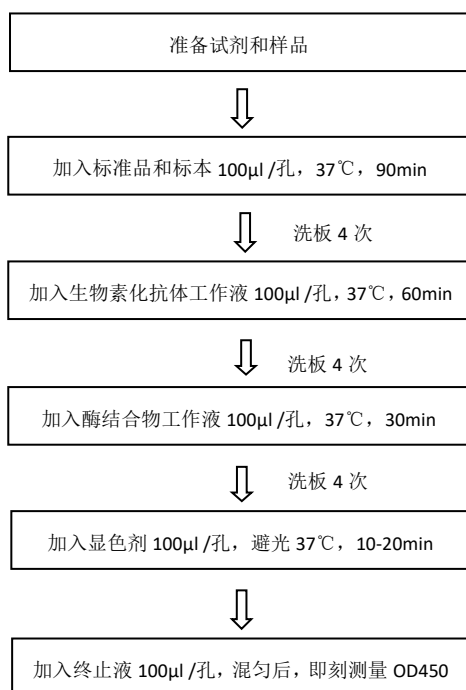 准备试剂和样品
加入标准品和标本 100μl /孔，37℃，90min
洗板 4 次
加入生物素化抗体工作液 100μl /孔，37℃，60min
洗板 4 次
加入酶结合物工作液 100μl /孔，37℃，30min
洗板 4 次
加入显色剂 100μl /孔，避光 37℃，10-20min
加入终止液 100μl /孔，混匀后，即刻测量 OD450